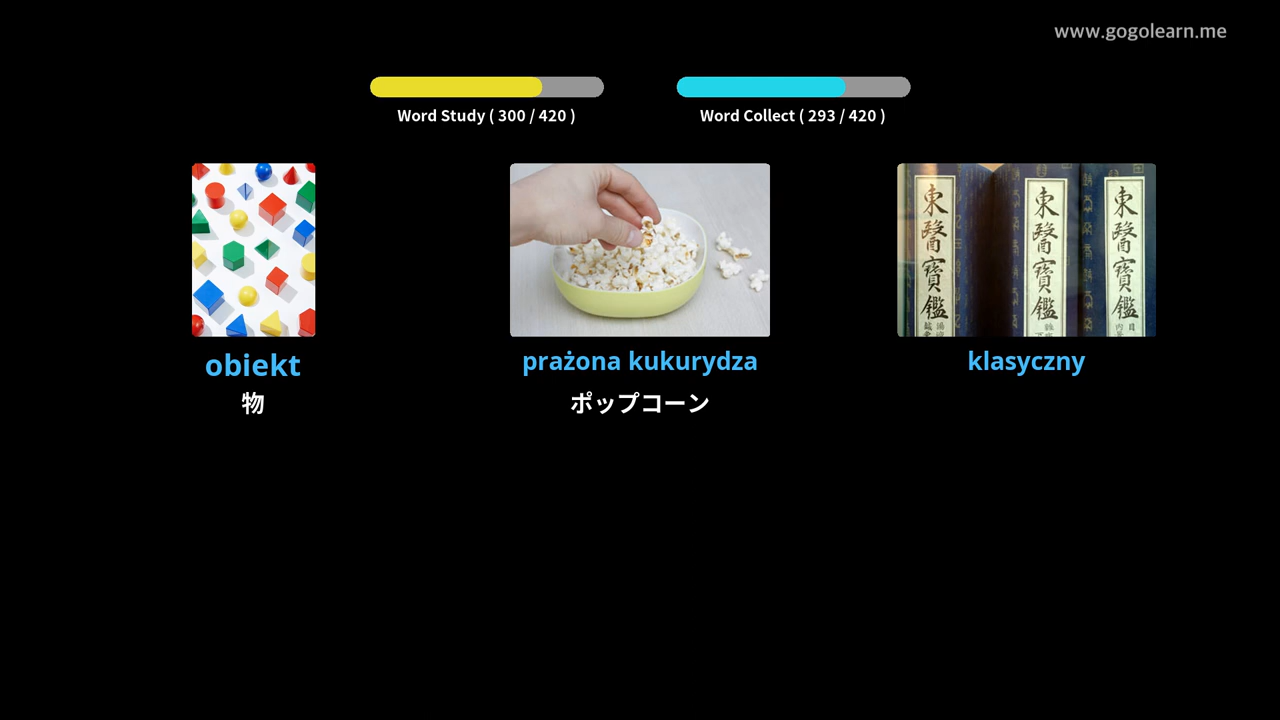 www.gogolearn.me
Word Study ( 300 / 420 )
Word Collect ( 293 / 420 )
東醫寶鑑
東醫寶鑑
東醫寶鑑
obiekt
prażona kukurydza
klasyczny
物
ポップコーン